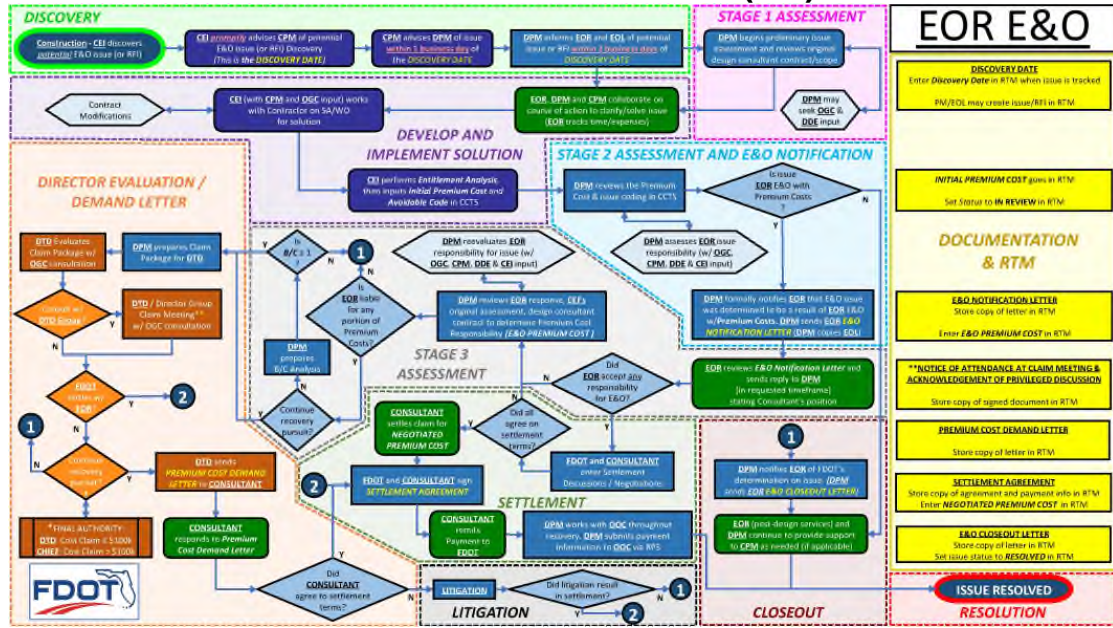 DISCOVERY
Construction - CEI discovers
potential E&O issue (or RFI)
CEI promptly advises CPM of potential
E&O issue (or RFI) Discovery
(This is the DISCOVERY DATE)
CPM advises DPM of issue
within 1 business day of
the DISCOVERY DATE
DPM informs EOR and EOL of potential
issue or RFI within 2 business days of
DISCOVERY DATE
STAGE 1 ASSESSMENT
DPM begins preliminary issue
assessment and reviews original
design consultant contract/scope
DPM may
seek OGC &
DDE input
Contract
Modifications
CEI (with CPM and OGC input) works
with Contractor on SA/WO
for solution
EOR, DPM and CPM collaborate on
course of action to clarify/solve issue
(EOR tracks time/expenses)
DEVELOP AND
IMPLEMENT SOLUTION
CEI performs Entitlement Analysis,
then inputs Initial Premium Cost and
Avoidable Code in CCTS
STAGE 2 ASSESSMENT AND E&O NOTIFICATION
DPM reviews the Premium
Cost & issue coding in CCTS
Is issue
EOR E&O with
Premium Costs
?
Y
N
DPM assesses EOR issue
responsibility (w/ OGC,
CPM, DDE & CEI input)
DPM formally notifies EOR that E&O issue
was determined to be a result of EOR E&O
w/Premium Costs. DPM sends EOR E&O
NOTIFICATION LETTER (DPM copies EOL)
DIRECTOR EVALUATION /
DEMAND LETTER
DTD Evaluates
Claim Package w/
OGC consultation
DPM prepares Claim
Package for DTD
Consult w/
DTD Group
Y
N
DTD / Director Group
Claim Meeting**
w/ OGC consultation
FDOT
settles w/
EOR?
Y
2
N
1
Continue
recovery
pursuit?
N
Y
DTD sends
PREMIUM COST DEMAND
LETTER to CONSULTANT
*FINAL AUTHORITY:
DTD Cost Claim ≤ $100k
CHIEF Cost Claim > $100k
CONSULTANT
responds to Premium
Cost Demand Letter
FDOT
Did
CONSULTANT
agree to settlement
terms?
Y
N
STAGE 3
ASSESSMENT
Is
B/C ≥ 1
?
Y
N
1
N
Is
EOR liable
for any
portion of
Premium Costs?
Y
DPM
prepares
B/C Analysis
Y
Continue
recovery
pursuit?
N
DPM reevaluates EOR
responsibility for issue (w/
OGC, CPM, DDE & CEI input)
DPM reviews EOR response, CEI's
original assessment, design consultant
contract to determine Premium Cost
Responsibility (E&O PREMIUM COST)
EOR reviews E&O Notification Letter and
sends reply to DPM
(in requested timeframe)
stating Consultant's position
Did
EOR accept any
responsibility
for E&O?
N
Y
SETTLEMENT
CONSULTANT
settles claim for
NEGOTIATED
PREMIUM COST
Did all
agree on
settlement
terms?
Y
N
FDOT and CONSULTANT
enter Settlement
Discussions / Negotiations
2
FDOT and CONSULTANT sign
SETTLEMENT AGREEMENT
CONSULTANT
remits
Payment to
FDOT
DPM works with OOC throughout
recovery. DPM submits payment
information to OOC via RPS
LITIGATION
LITIGATION
Did litigation result
in settlement?
N
1
Y
2
CLOSEOUT
1
DPM notifies EOR of FDOT's
determination on issue. (DPM
sends EOR E&O CLOSEOUT LETTER)
EOR (post-design services) and
DPM continue to provide support
to CPM as needed (if applicable)
EOR E&O
DISCOVERY DATE
Enter Discovery Date in RTM when issue is tracked
PM/EOL may create issue/RFI in RTM
INITIAL PREMIUM COST goes in RTM
Set Status to IN REVIEW in RTM
DOCUMENTATION
& RTM
E&O NOTIFICATION LETTER
Store copy of letter in RTM
Enter E&O PREMIUM COST in RTM
**NOTICE OF ATTENDANCE AT CLAIM MEETING &
ACKNOWLEDGEMENT OF PRIVILEGED DISCUSSION
Store copy of signed document in RTM
PREMIUM COST DEMAND LETTER
Store copy of letter in RTM
SETTLEMENT AGREEMENT
Store copy of agreement and payment info in RTM
Enter NEGOTIATED PREMIUM COST in RTM
E&O CLOSEOUT LETTER
Store copy of letter in RTM
Set issue status to RESOLVED in RTM
ISSUE RESOLVED
RESOLUTION